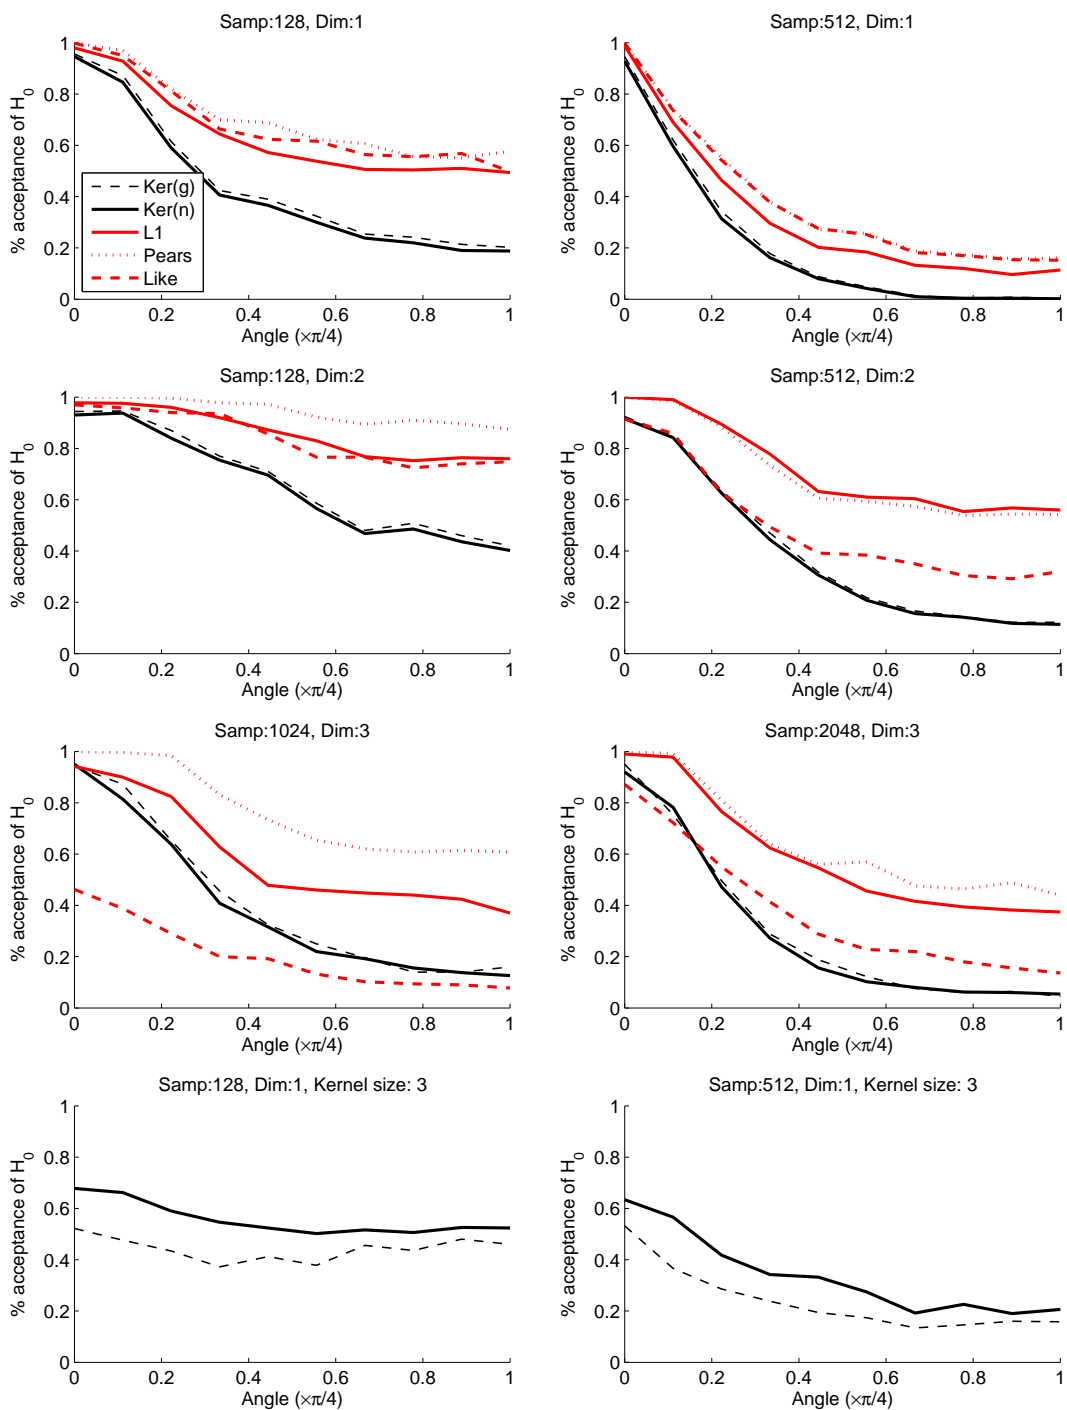 Samp:128, Dim:1
% acceptance of H0
1
0.8
0.6
0.4
0.2
0
Ker(g)
Ker(n)
L1
Pears
Like
0 0.2 0.4 0.6 0.8 1
Angle (×π/4)
Samp:512, Dim:1
% acceptance of H0
1
0.8
0.6
0.4
0.2
0
0 0.2 0.4 0.6 0.8 1
Angle (×π/4)
Samp:128, Dim:2
% acceptance of H0
1
0.8
0.6
0.4
0.2
0
0 0.2 0.4 0.6 0.8 1
Angle (×π/4)
Samp:512, Dim:2
% acceptance of H0
1
0.8
0.6
0.4
0.2
0
0 0.2 0.4 0.6 0.8 1
Angle (×π/4)
Samp:1024, Dim:3
% acceptance of H0
1
0.8
0.6
0.4
0.2
0
0 0.2 0.4 0.6 0.8 1
Angle (×π/4)
Samp:2048, Dim:3
% acceptance of H0
1
0.8
0.6
0.4
0.2
0
0 0.2 0.4 0.6 0.8 1
Angle (×π/4)
Samp:128, Dim:1, Kernel size: 3
% acceptance of H0
1
0.8
0.6
0.4
0.2
0
0 0.2 0.4 0.6 0.8 1
Angle (×π/4)
Samp:512, Dim:1, Kernel size: 3
% acceptance of H0
1
0.8
0.6
0.4
0.2
0
0 0.2 0.4 0.6 0.8 1
Angle (×π/4)